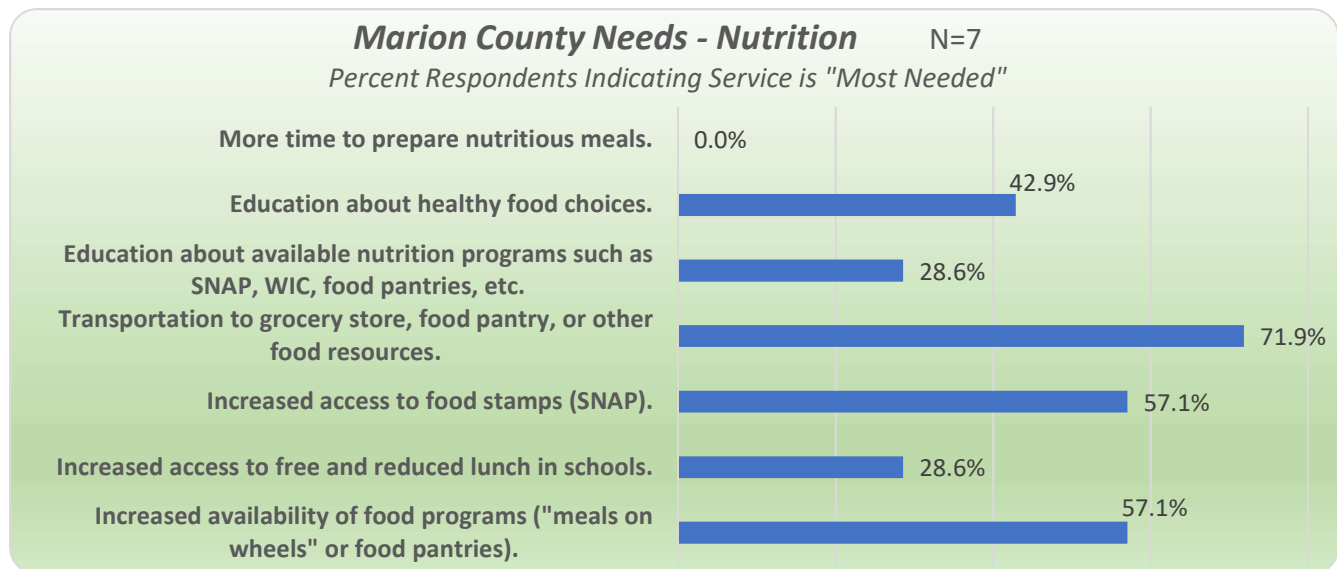 Marion County Needs - Nutrition N=7
Percent Respondents Indicating Service is "Most Needed"
More time to prepare nutritious meals.
0.0%
Education about healthy food choices.
42.9%
Education about available nutrition programs such as
SNAP, WIC, food pantries, etc.
28.6%
Transportation to grocery store, food pantry, or other
food resources.
71.9%
Increased access to food stamps (SNAP).
57.1%
Increased access to free and reduced lunch in schools.
28.6%
Increased availability of food programs ("meals on
wheels" or food pantries).
57.1%